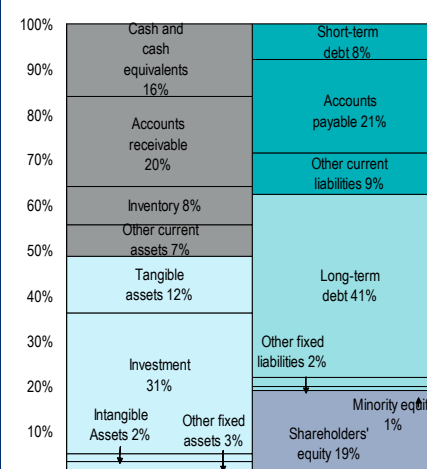 100%
90%
80%
70%
60%
50%
40%
30%
20%
10%
Cash and
cash
equivalents
16%
Accounts
receivable
20%
Inventory 8%
Other current
assets 7%
Tangible
assets 12%
Investment
31%
Intangible
Assets 2%
Other fixed
assets 3%
Short-term
debt 8%
Accounts
payable 21%
Other current
liabilities 9%
Long-term
debt 41%
Other fixed
liabilities 2%
Minority equit
1%
Shareholders'
equity 19%